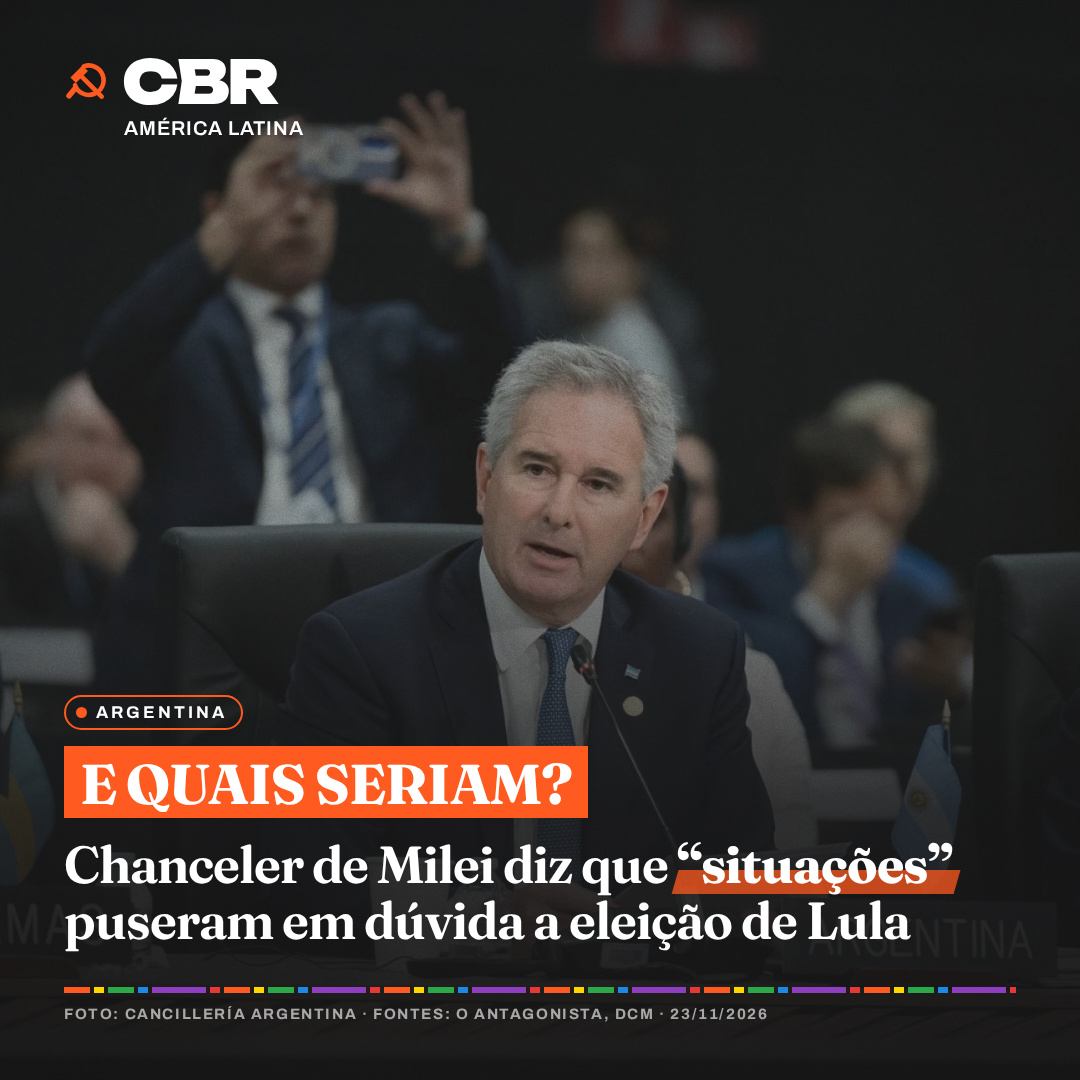 CBR
AMÉRICA LATINA
ARGENTINA
E QUAIS SERIAM?
Chanceler de Milei diz que “situações”
puseram em dúvida a eleição de Lula
FOTO: CANCILLERÍA ARGENTINA · FONTES: O ANTAGONISTA, DCM · 23/11/2026